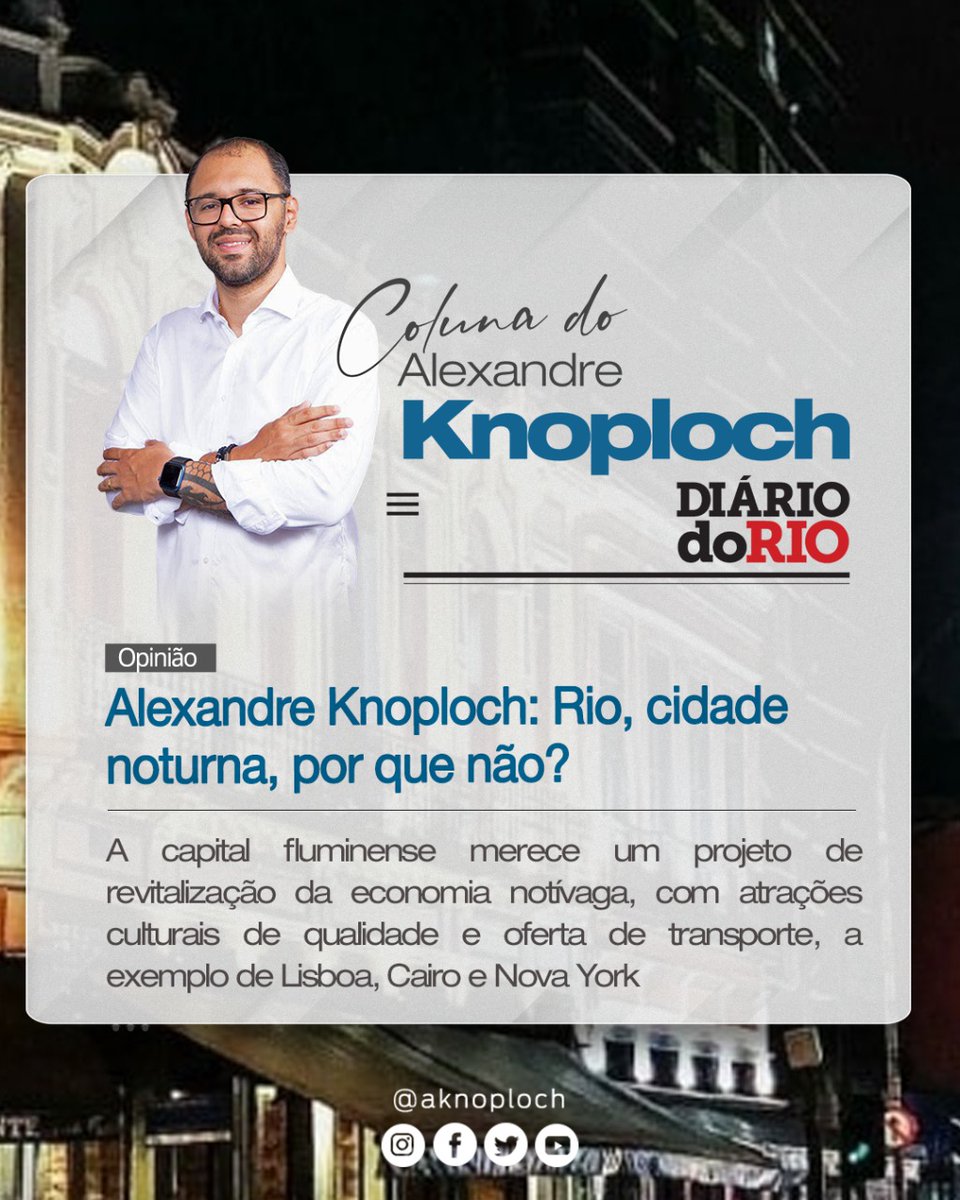 Coluna do
Alexandre
Knoploch
DIÁRIO
doRIO
Opinião
Alexandre Knoploch: Rio, cidade
noturna, por que não?
A capital fluminense merece um projeto de
revitalização da economia notívaga, com atrações
culturais de qualidade e oferta de transporte, a
exemplo de Lisboa, Cairo e Nova York
@aknoploch